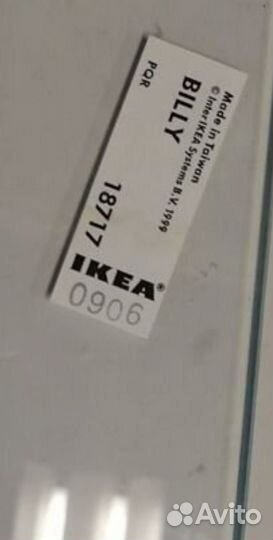 Made in Taiwan
© Inter IKEA Systems B.V. 1999
BILLY
PQR
18717
IKEA®
0906
Avito